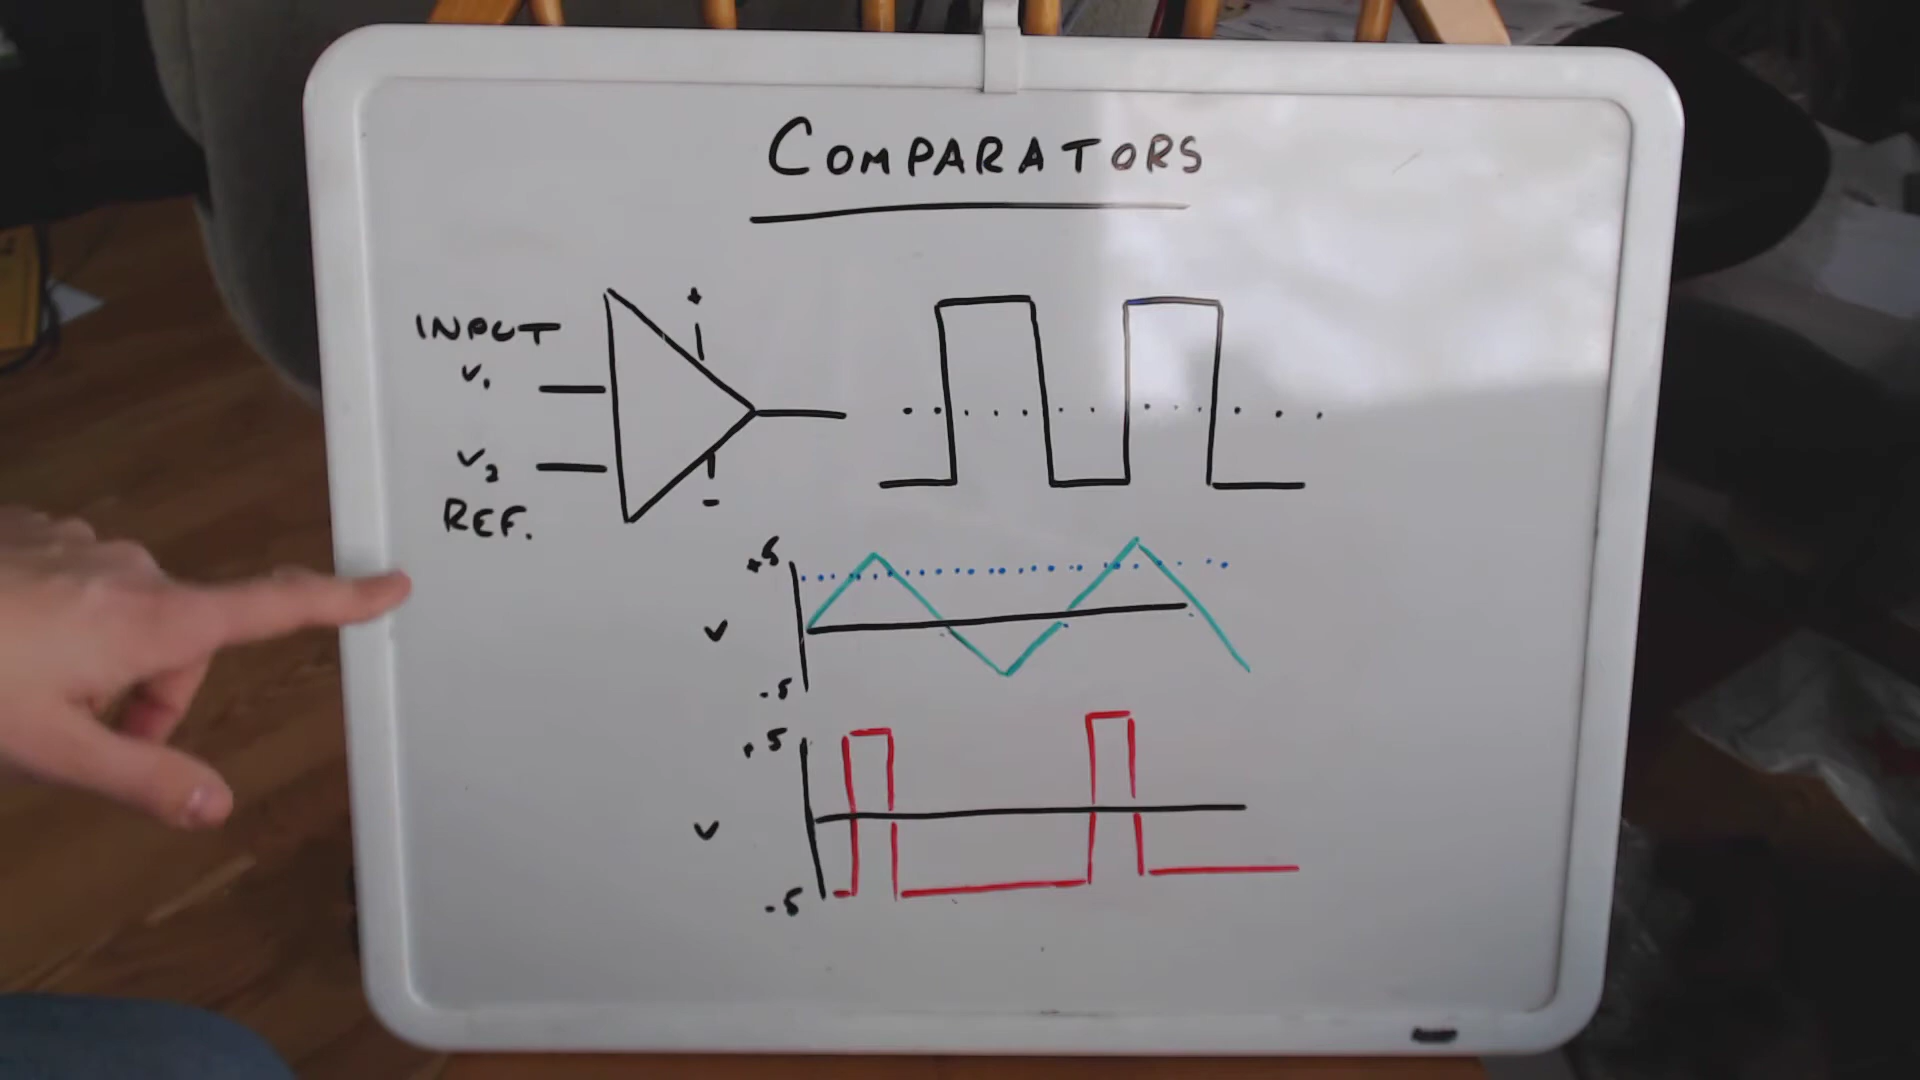 COMPARATORS
+
INPUT
V1
V2
-
REF.
+5
V
-5
+5
V
-5